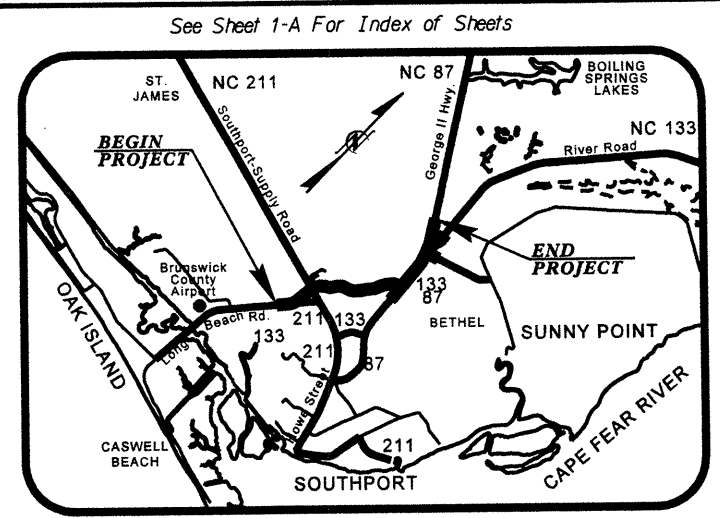 See Sheet 1-A For Index of Sheets
ST.
JAMES
NC 211
NC 87
BOILING
SPRINGS
LAKES
NC 133
River Road
George II Hwy.
Southport-Supply Road
BEGIN
PROJECT
END
PROJECT
Brunswick
County
Airport
Long Beach Rd.
OAK ISLAND
133
211
133
211
87
133
87
BETHEL
SUNNY POINT
CAPE FEAR RIVER
CASWELL
BEACH
Street
211
SOUTHPORT